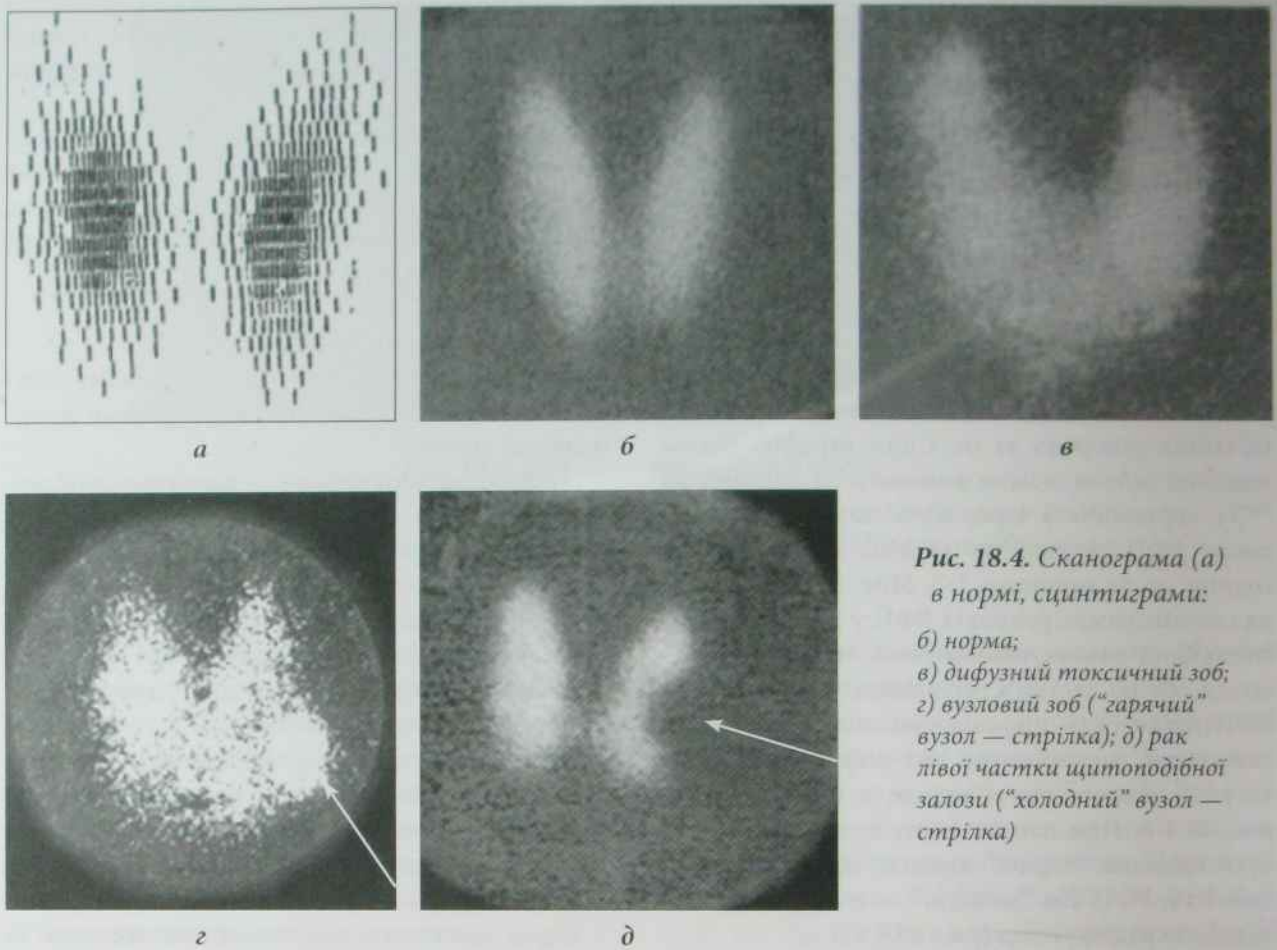 а
б
в
г
д
Рис. 18.4. Сканограма (а)
в нормі, сцинтиграми:
б) норма;
в) дифузний токсичний зоб;
г) вузловий зоб (“гарячий”
вузол — стрілка); д) рак
лівої частки щитоподібної
залози (“холодний” вузол —
стрілка)